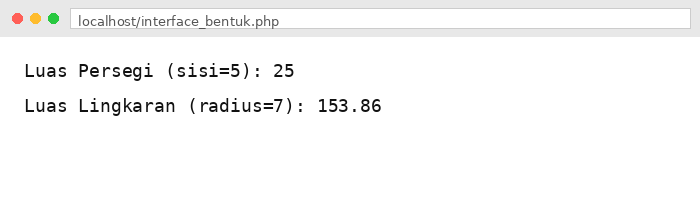 localhost/interface_bentuk.php
Luas Persegi (sisi=5): 25
Luas Lingkaran (radius=7): 153.86